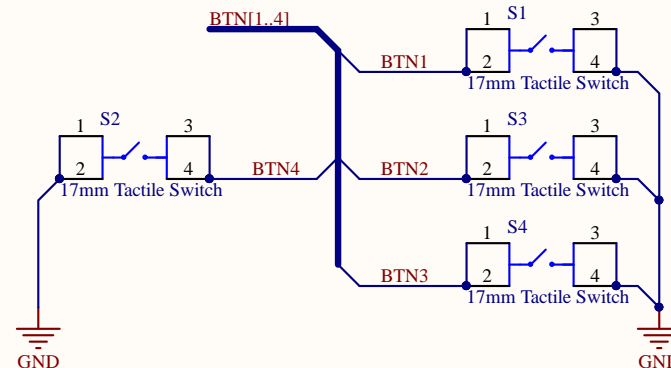 BTN[1..4]
S1
1 3
BTN1 2 4
17mm Tactile Switch
S2
1 3
2 4
17mm Tactile Switch
BTN4
S3
1 3
BTN2 2 4
17mm Tactile Switch
S4
1 3
BTN3 2 4
17mm Tactile Switch
GND
GND